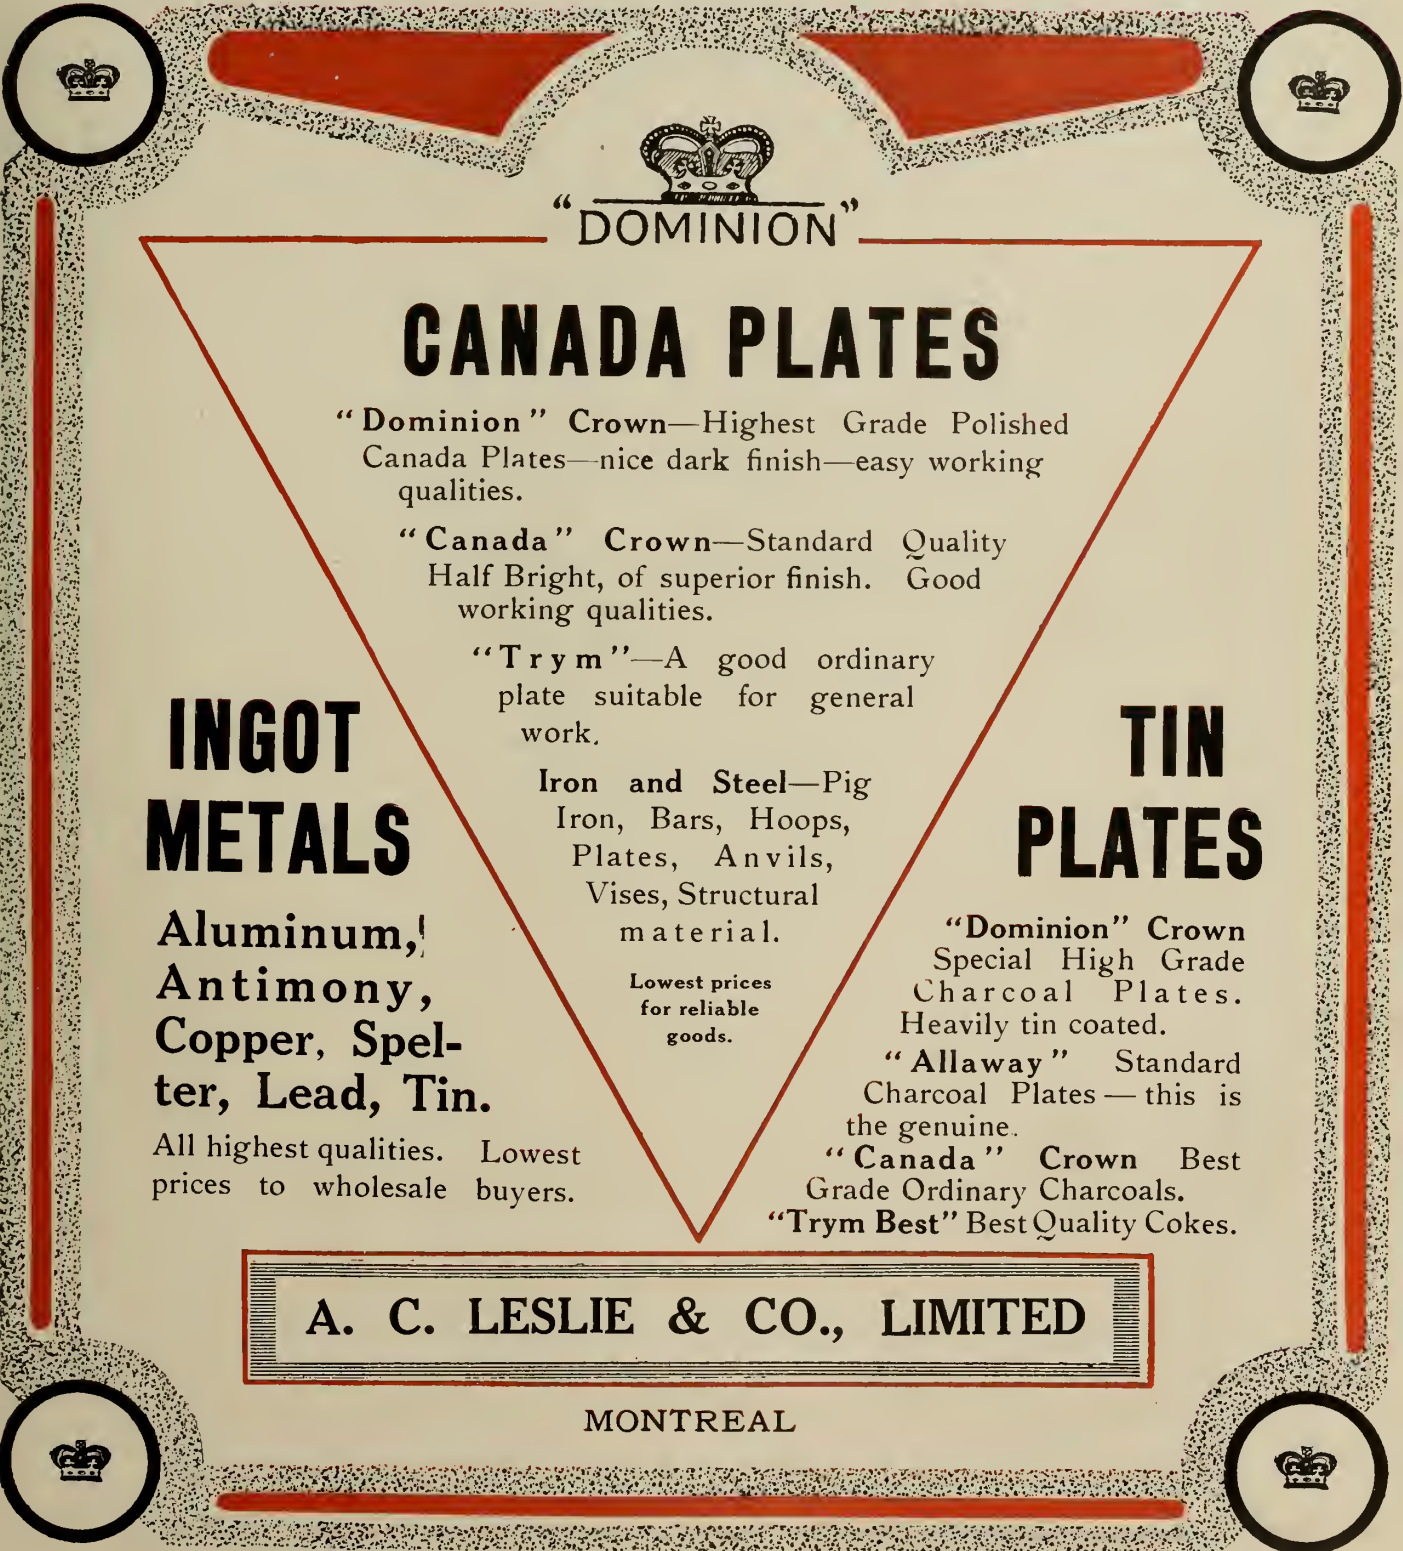 "DOMINION"
CANADA PLATES
"Dominion" Crown—Highest Grade Polished
Canada Plates—nice dark finish—easy working
qualities.
"Canada" Crown—Standard Quality
Half Bright, of superior finish. Good
working qualities.
"Trym"—A good ordinary
plate suitable for general
work.
Iron and Steel—Pig
Iron, Bars, Hoops,
Plates, Anvils,
Vises, Structural
material.
Lowest prices
for reliable
goods.
INGOT
METALS
Aluminum,
Antimony,
Copper, Spel-
ter, Lead, Tin.
All highest qualities. Lowest
prices to wholesale buyers.
TIN
PLATES
"Dominion" Crown
Special High Grade
Charcoal Plates.
Heavily tin coated.
"Allaway" Standard
Charcoal Plates — this is
the genuine.
"Canada" Crown Best
Grade Ordinary Charcoals.
"Trym Best" Best Quality Cokes.
A. C. LESLIE & CO., LIMITED
MONTREAL